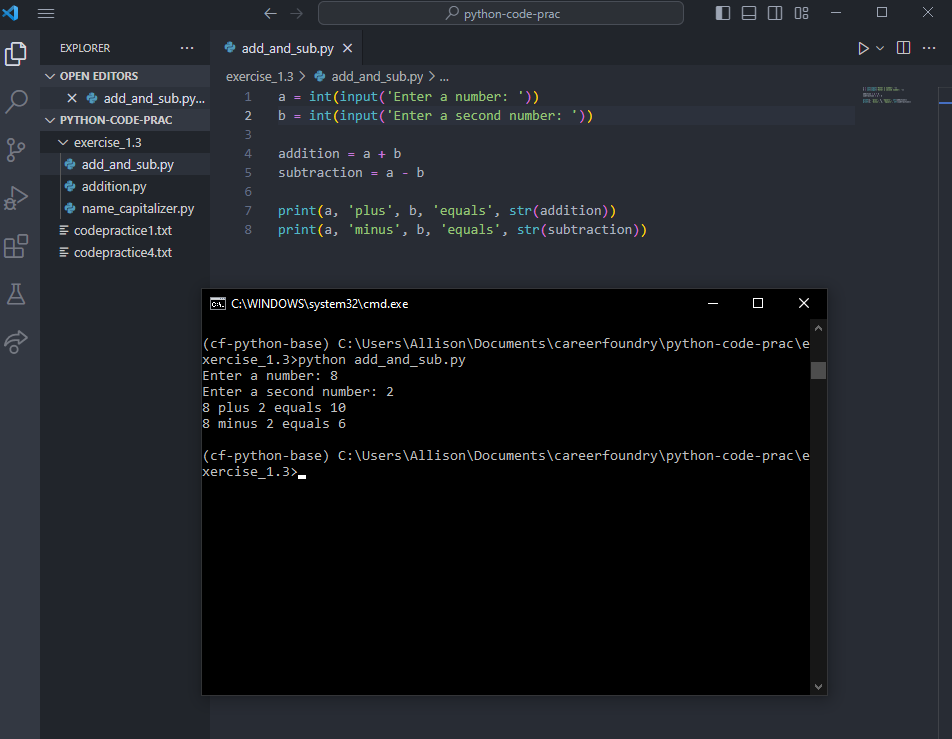 python-code-prac
EXPLORER
···
OPEN EDITORS
add_and_sub.py...
PYTHON-CODE-PRAC
exercise_1.3
add_and_sub.py
addition.py
name_capitalizer.py
codepractice1.txt
codepractice4.txt
add_and_sub.py
exercise_1.3 > add_and_sub.py > ...
1 a = int(input('Enter a number: '))
2 b = int(input('Enter a second number: '))
3
4 addition = a + b
5 subtraction = a - b
6
7 print(a, 'plus', b, 'equals', str(addition))
8 print(a, 'minus', b, 'equals', str(subtraction))
C:\WINDOWS\system32\cmd.exe
(cf-python-base) C:\Users\Allison\Documents\careerfoundry\python-code-prac\e
xercise_1.3>python add_and_sub.py
Enter a number: 8
Enter a second number: 2
8 plus 2 equals 10
8 minus 2 equals 6
(cf-python-base) C:\Users\Allison\Documents\careerfoundry\python-code-prac\e
xercise_1.3>